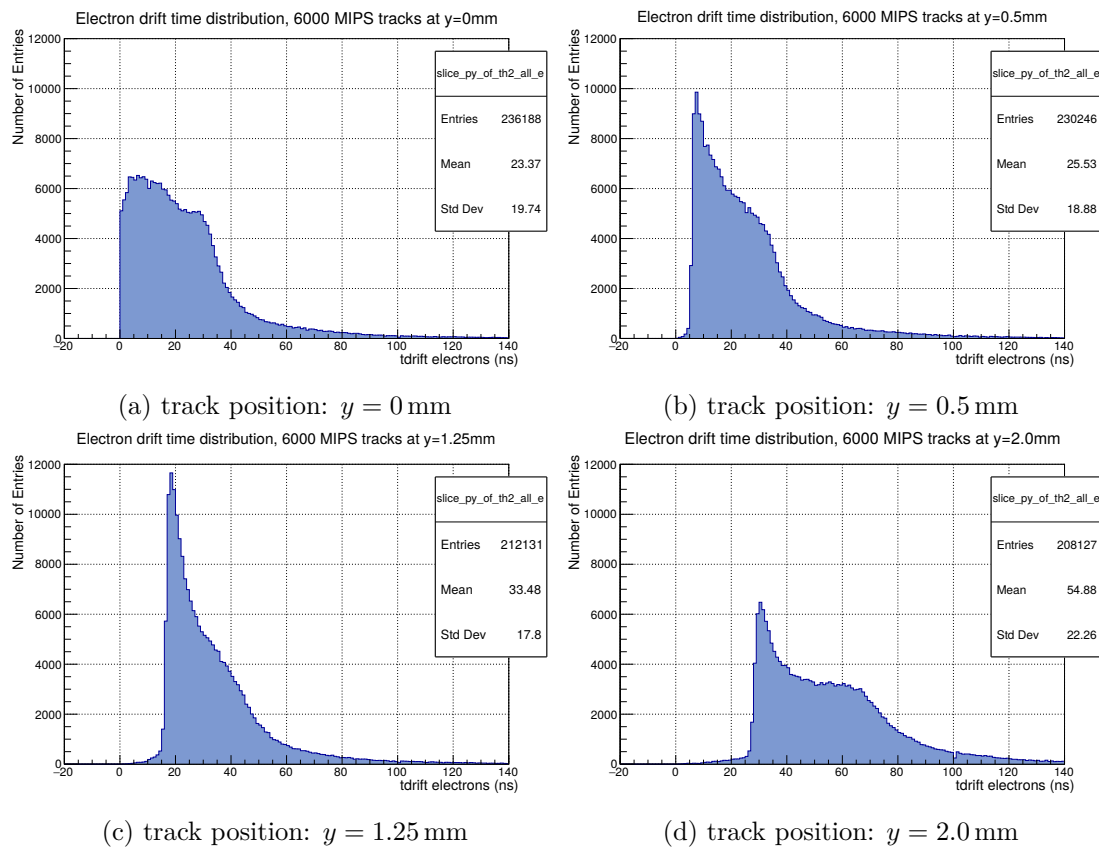 Electron drift time distribution, 6000 MIPS tracks at y=0mm
Number of Entries
12000
10000
8000
6000
4000
2000
0
−20 0 20 40 60 80 100 120 140
tdrift electrons (ns)
slice_py_of_th2_all_e
Entries 236188
Mean 23.37
Std Dev 19.74
(a) track position: y = 0 mm
Electron drift time distribution, 6000 MIPS tracks at y=0.5mm
Number of Entries
12000
10000
8000
6000
4000
2000
0
−20 0 20 40 60 80 100 120 140
tdrift electrons (ns)
slice_py_of_th2_all_e
Entries 230246
Mean 25.53
Std Dev 18.88
(b) track position: y = 0.5 mm
Electron drift time distribution, 6000 MIPS tracks at y=1.25mm
Number of Entries
12000
10000
8000
6000
4000
2000
0
−20 0 20 40 60 80 100 120 140
tdrift electrons (ns)
slice_py_of_th2_all_e
Entries 212131
Mean 33.48
Std Dev 17.8
(c) track position: y = 1.25 mm
Electron drift time distribution, 6000 MIPS tracks at y=2.0mm
Number of Entries
12000
10000
8000
6000
4000
2000
0
−20 0 20 40 60 80 100 120 140
tdrift electrons (ns)
slice_py_of_th2_all_e
Entries 208127
Mean 54.88
Std Dev 22.26
(d) track position: y = 2.0 mm